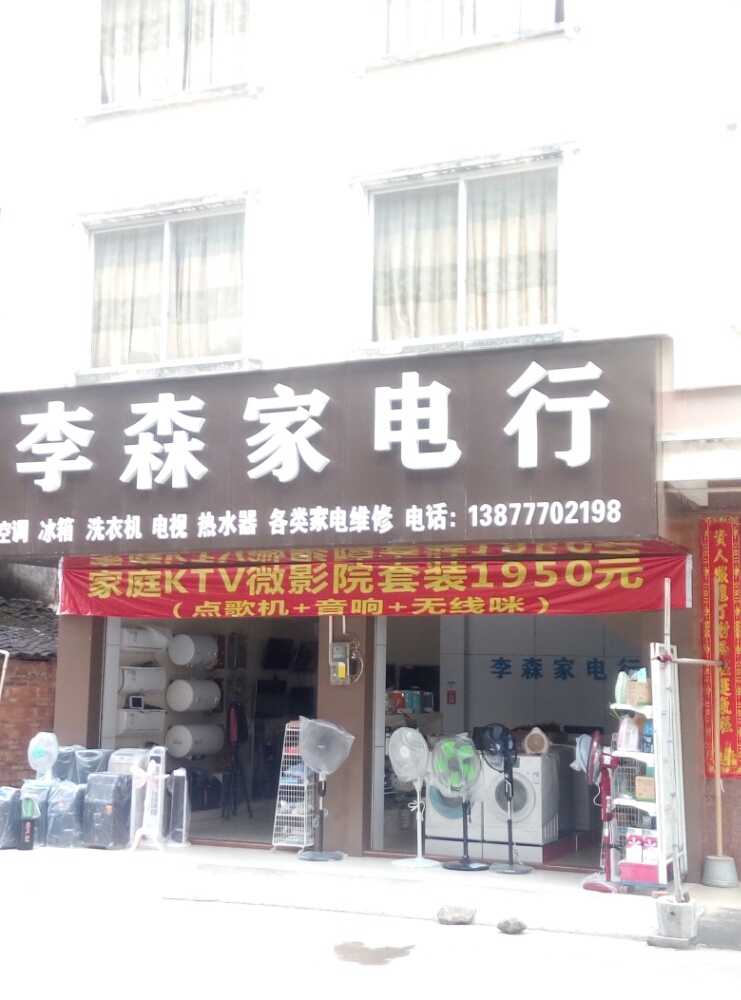 李森家电行
空调 冰箱 洗衣机 电视 热水器 各类家电维修 电话：13877702198
家庭KTV微影院套装1950元
（点歌机+音响+无线咪）
李森家电行